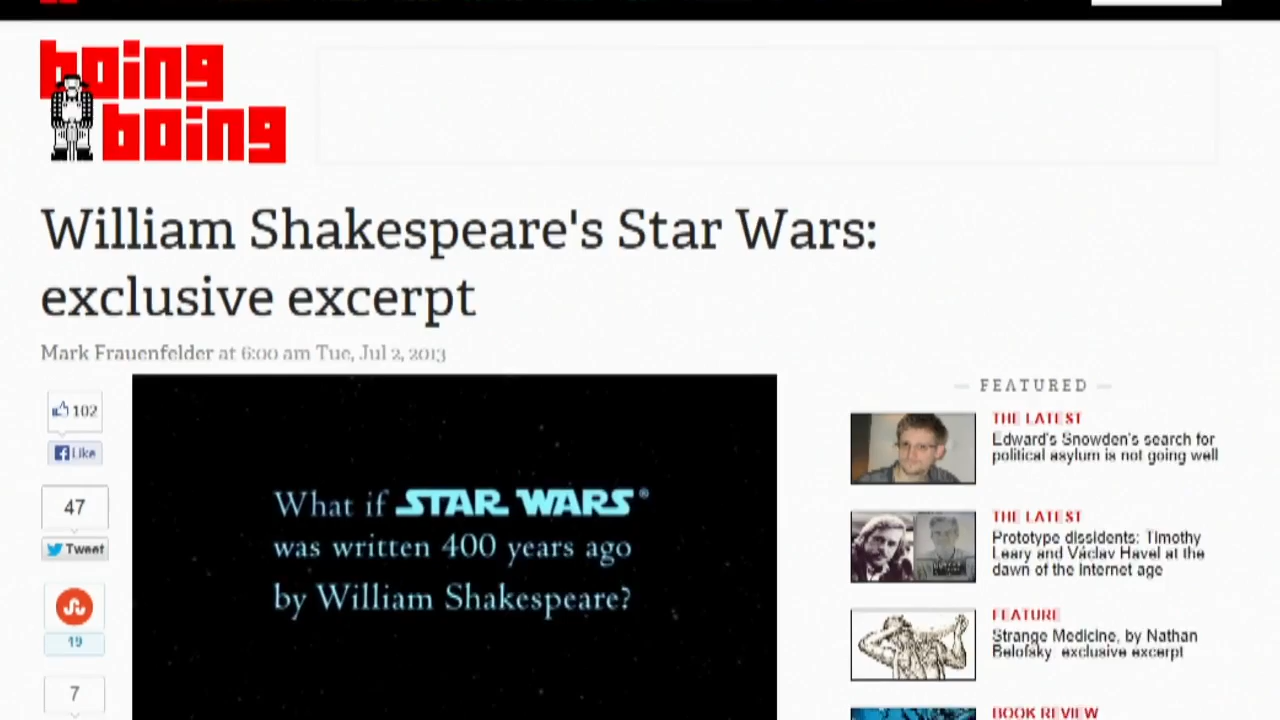 boing
boing
William Shakespeare's Star Wars:
exclusive excerpt
Mark Frauenfelder at 6:00 am Tue, Jul 2, 2013
102
Like
47
Tweet
19
7
What if STAR WARS®
was written 400 years ago
by William Shakespeare?
FEATURED
THE LATEST
Edward's Snowden's search for
political asylum is not going well
THE LATEST
Prototype dissidents: Timothy
Leary and Václav Havel at the
dawn of the Internet age
FEATURE
Strange Medicine, by Nathan
Belofsky exclusive excerpt
BOOK REVIEW